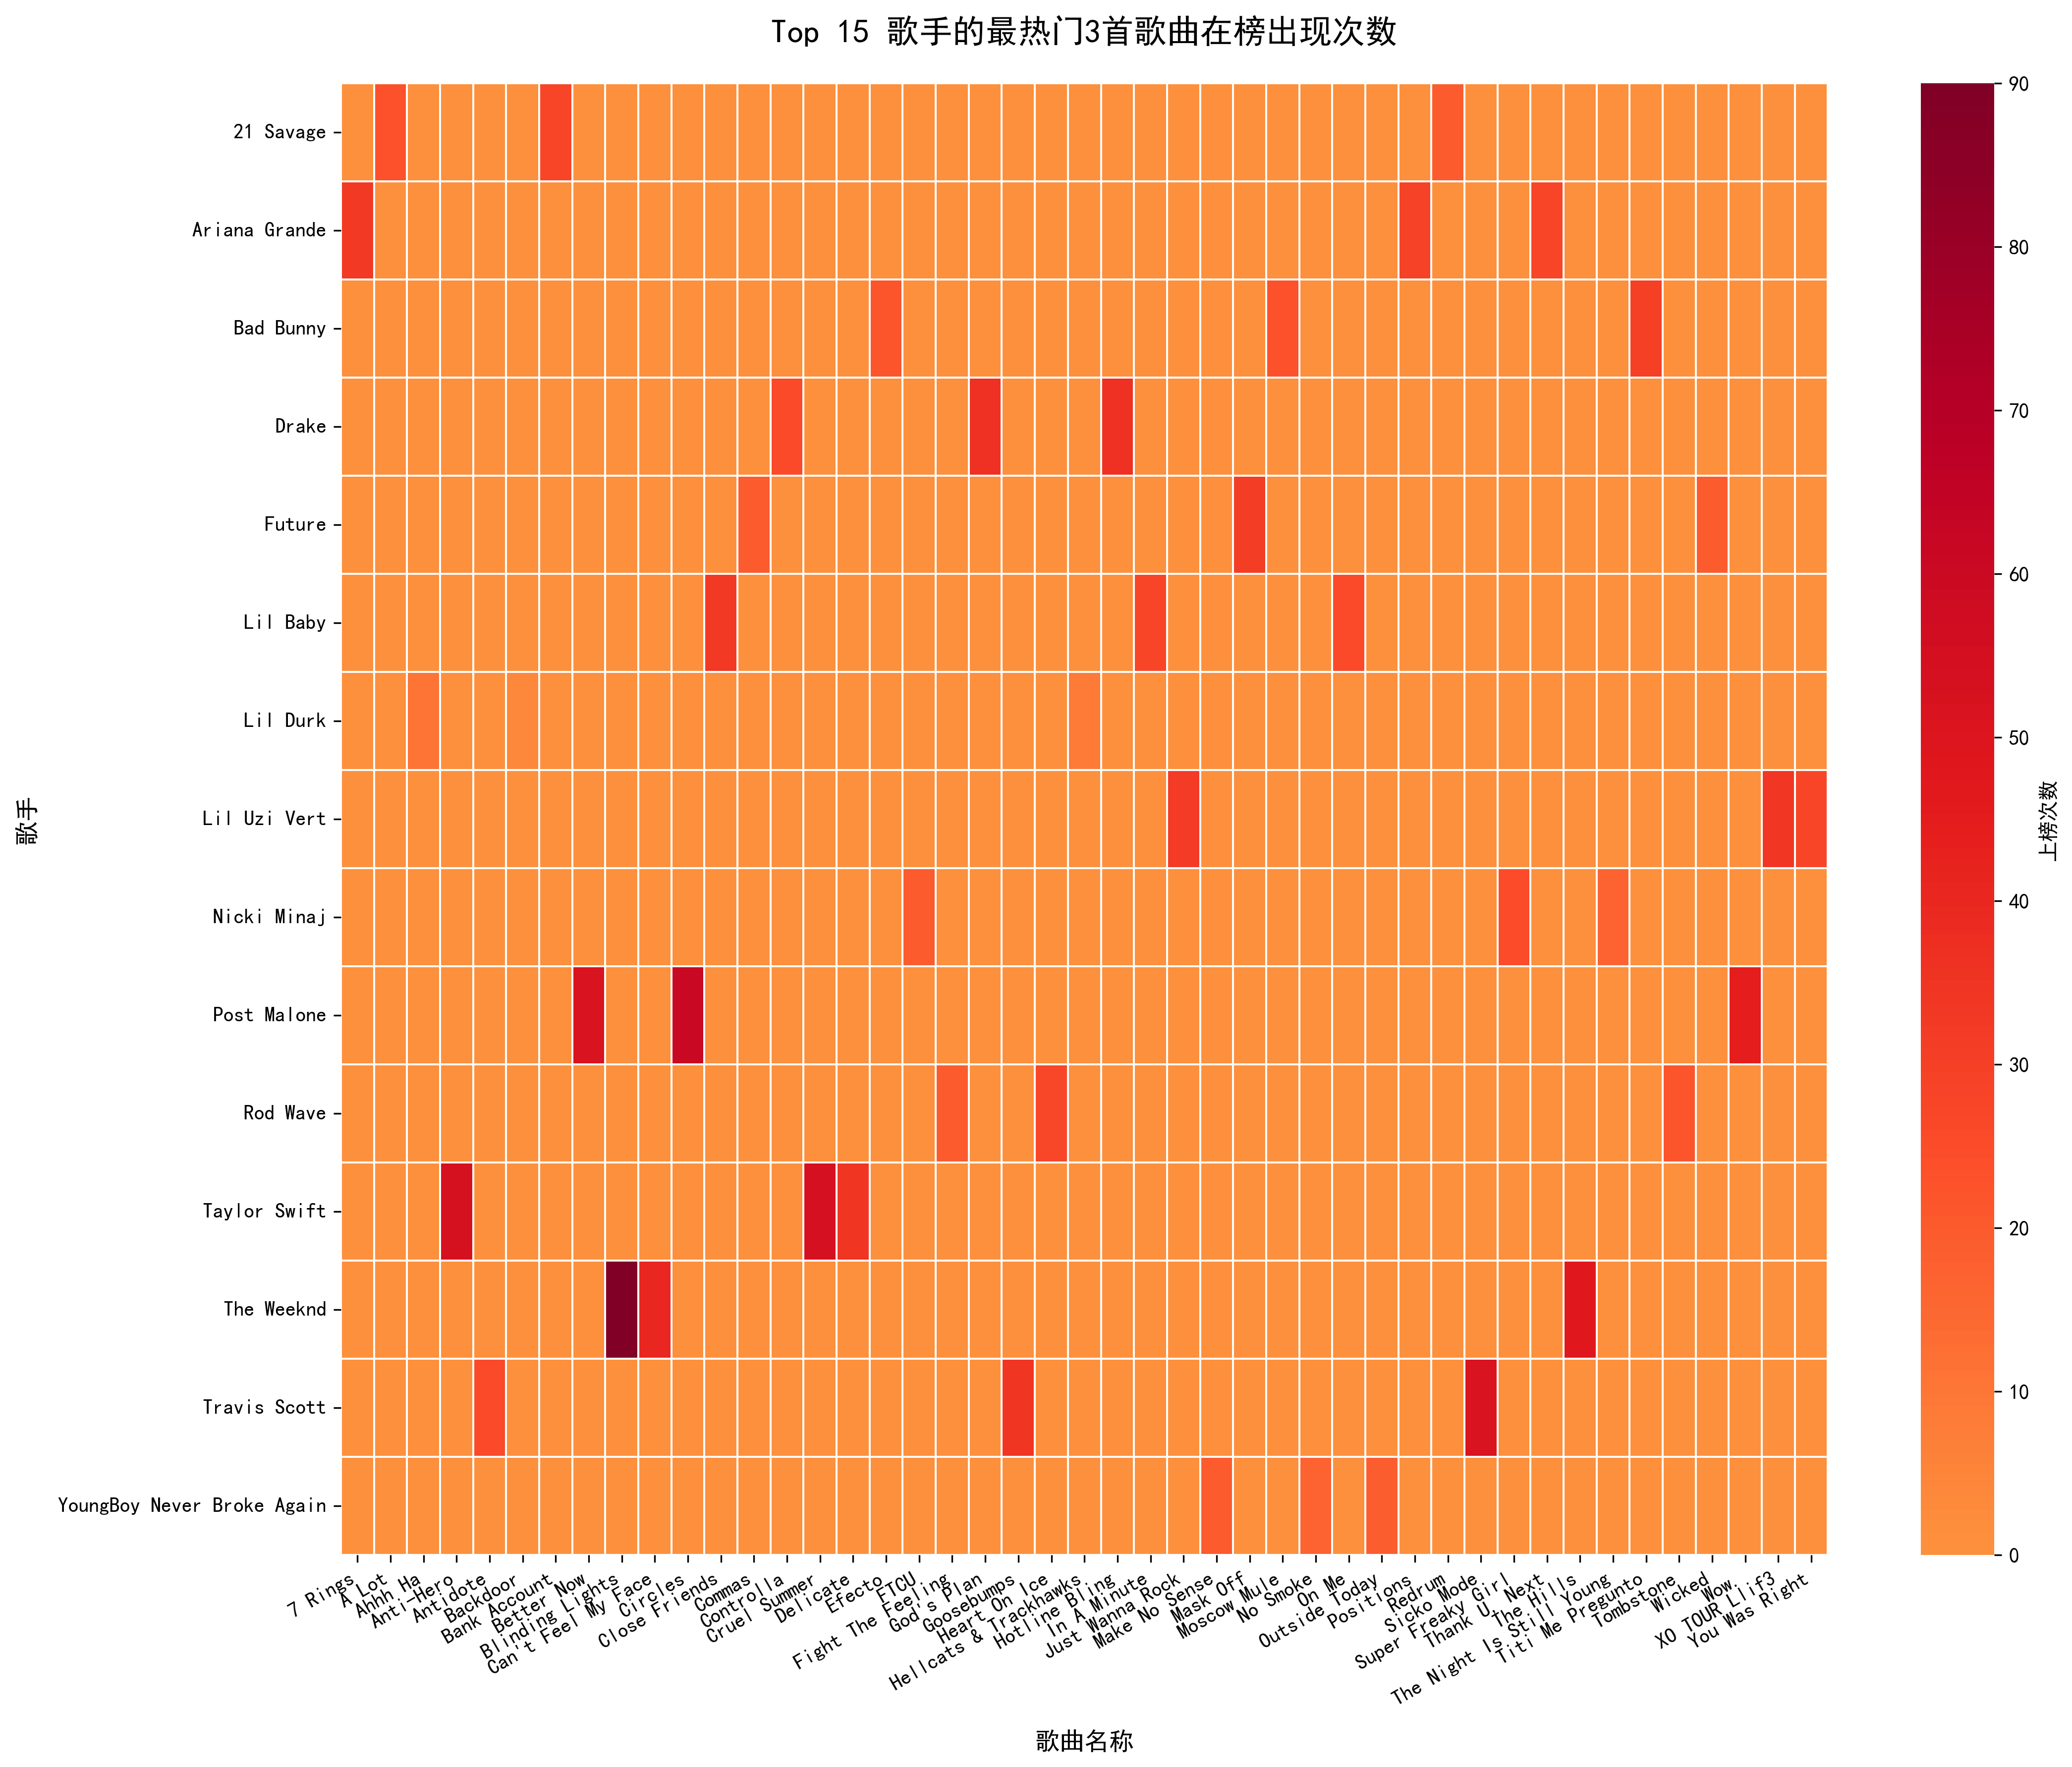 Top 15 歌手的最热门3首歌曲在榜出现次数
歌手
21 Savage
Ariana Grande
Bad Bunny
Drake
Future
Lil Baby
Lil Durk
Lil Uzi Vert
Nicki Minaj
Post Malone
Rod Wave
Taylor Swift
The Weeknd
Travis Scott
YoungBoy Never Broke Again
7 Rings
A Lot
Ahhh Ha
Anti-Hero
Antidote
Backdoor
Bank Account
Better Now
Blinding Lights
Can't Feel My Face
Circles
Close Friends
Commas
Controlla
Cruel Summer
Delicate
Efecto
FTCU
Fight The Feeling
God's Plan
Goosebumps
Heart On Ice
Hellcats & Trackhawks
Hotline Bling
In A Minute
Just Wanna Rock
Make No Sense
Mask Off
Moscow Mule
No Smoke
On Me
Outside Today
Positions
Redrum
Sicko Mode
Super Freaky Girl
Thank U, Next
The Hills
The Night Is Still Young
Titi Me Pregunto
Tombstone
Wicked
Wow.
XO TOUR Llif3
You Was Right
歌曲名称
90
80
70
60
50
40
30
20
10
0
上榜次数